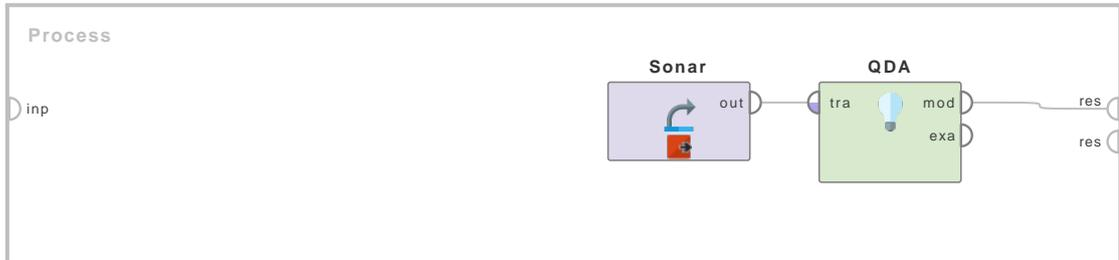 Process
Sonar
QDA
inp
out
tra
mod
exa
res
res